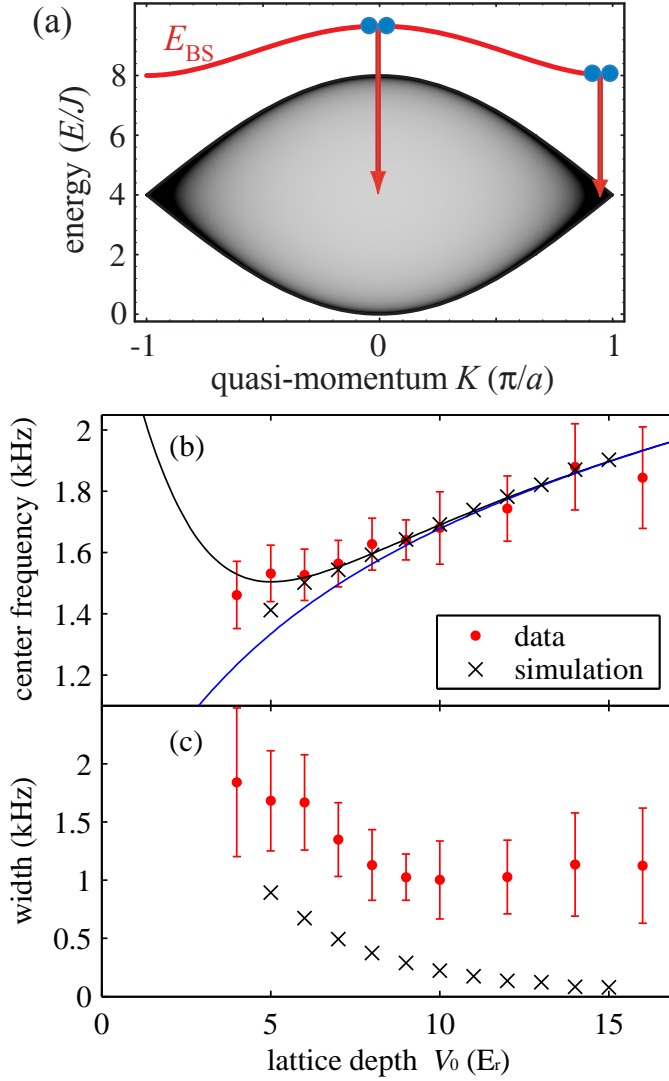 (a)
E_BS
energy (E/J)
8
6
4
2
0
-1
0
1
quasi-momentum K (π/a)
(b)
center frequency (kHz)
2
1.8
1.6
1.4
1.2
data
simulation
(c)
width (kHz)
2
1.5
1
0.5
0
0
5
10
15
lattice depth V₀ (Eᵣ)